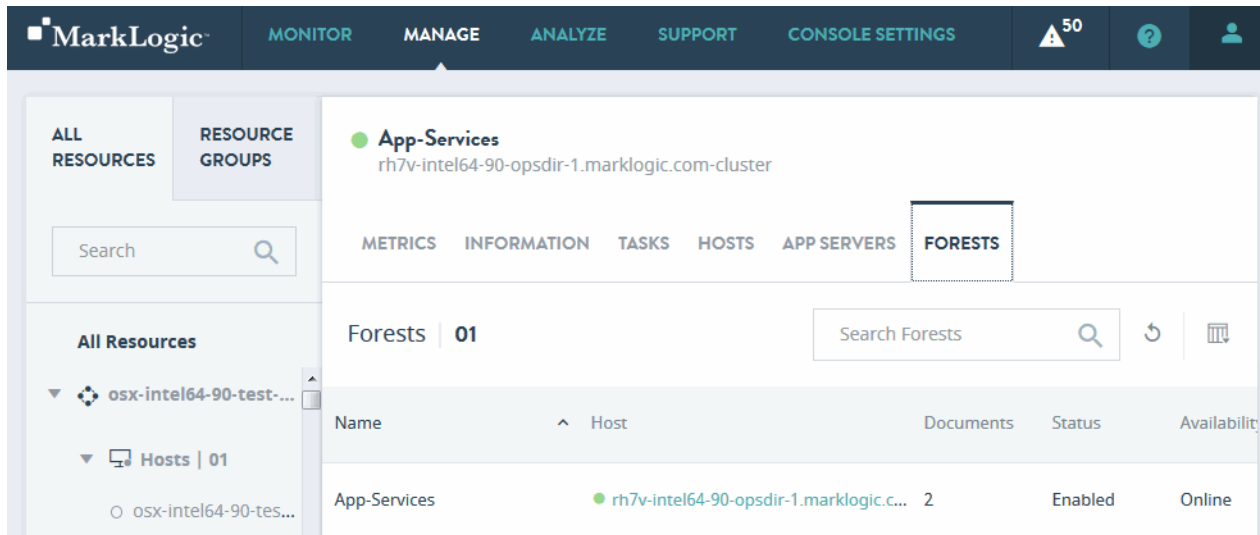 MarkLogic MONITOR MANAGE ANALYZE SUPPORT CONSOLE SETTINGS 50 ?
ALL RESOURCES RESOURCE GROUPS
App-Services
rh7v-intel64-90-opsdir-1.marklogic.com-cluster
Search
METRICS INFORMATION TASKS HOSTS APP SERVERS FORESTS
All Resources
Forests | 01 Search Forests
osx-intel64-90-test-...
Name Host Documents Status Availability
Hosts | 01
App-Services rh7v-intel64-90-opsdir-1.marklogic.c... 2 Enabled Online
osx-intel64-90-tes...